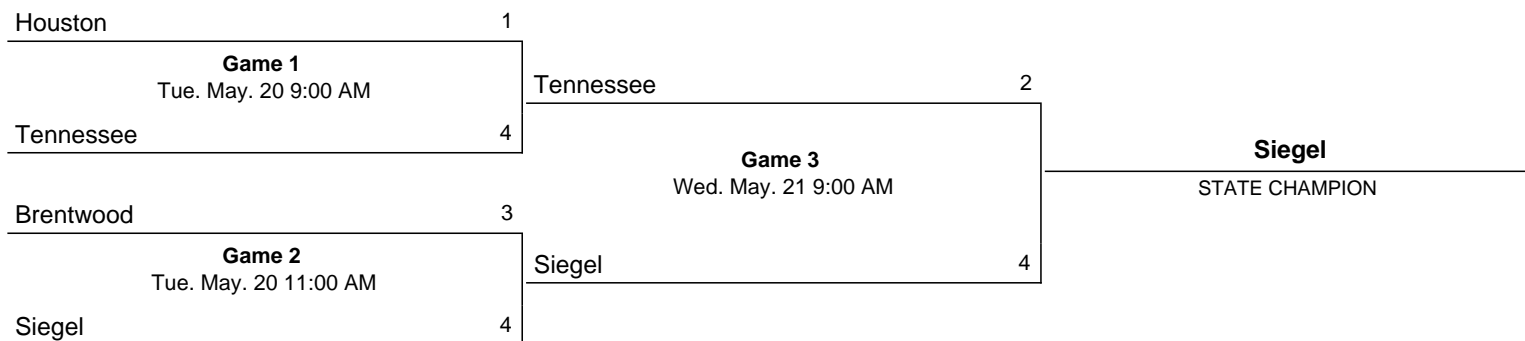 Houston 1
Game 1
Tue. May. 20 9:00 AM
Tennessee 4
Tennessee 2
Game 3
Wed. May. 21 9:00 AM
Siegel
STATE CHAMPION
Brentwood 3
Game 2
Tue. May. 20 11:00 AM
Siegel 4
Siegel 4